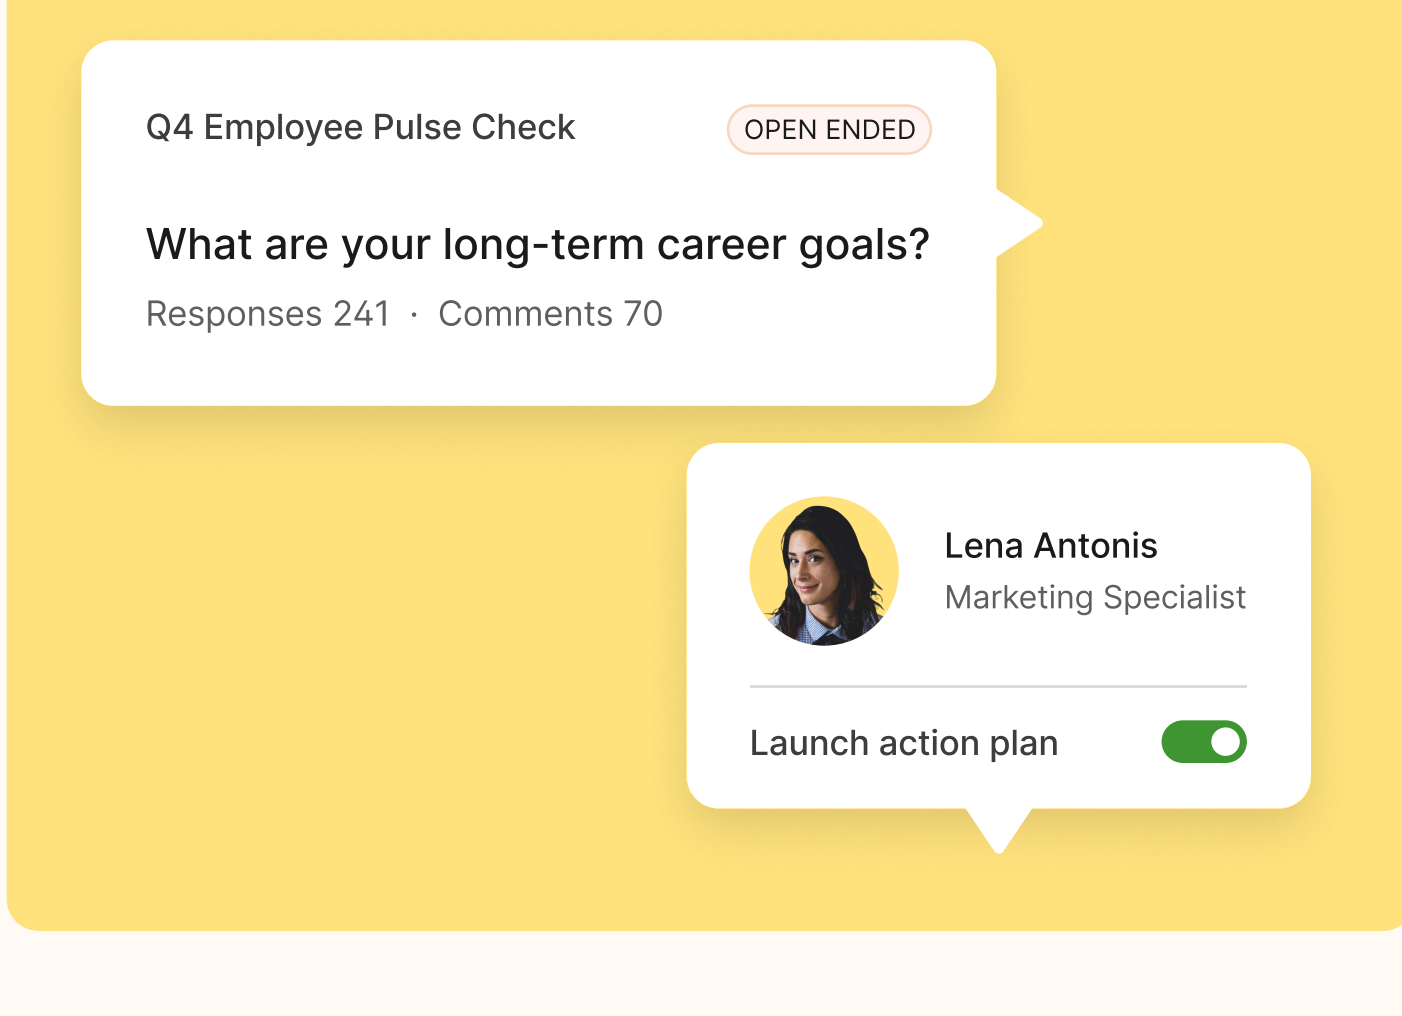 Q4 Employee Pulse Check
OPEN ENDED
What are your long-term career goals?
Responses 241 · Comments 70
Lena Antonis
Marketing Specialist
Launch action plan